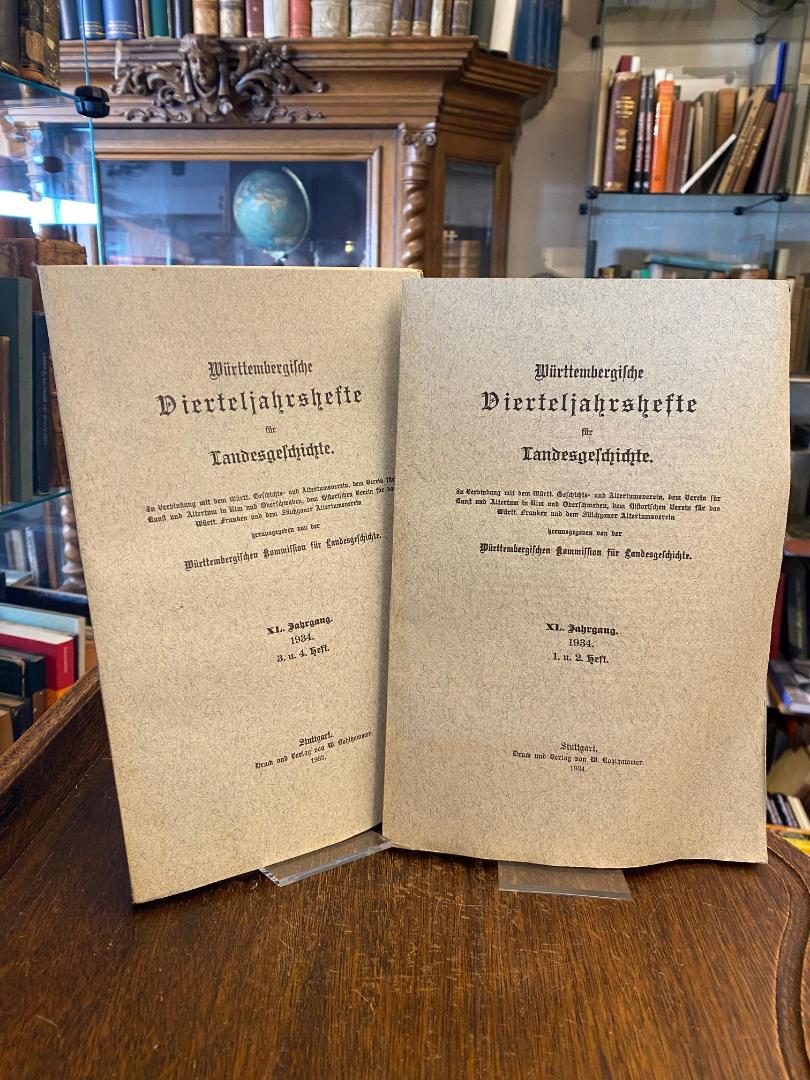 Württembergische
Vierteljahrshefte
für
Landesgeschichte.
In Verbindung mit dem Württ. Geschichts- und Altertumsverein, dem Verein für
Kunst und Altertum in Ulm und Oberschwaben, dem Historischen Verein für das
Württ. Franken und dem Sülchgauer Altertumsverein
herausgegeben von der
Württembergischen Kommission für Landesgeschichte.
XL. Jahrgang.
1934.
3. u. 4. Heft.
Stuttgart.
Druck und Verlag von W. Kohlhammer.
Württembergische
Vierteljahrshefte
für
Landesgeschichte.
In Verbindung mit dem Württ. Geschichts- und Altertumsverein, dem Verein für
Kunst und Altertum in Ulm und Oberschwaben, dem Historischen Verein für das
Württ. Franken und dem Sülchgauer Altertumsverein
herausgegeben von der
Württembergischen Kommission für Landesgeschichte.
XL. Jahrgang.
1934.
1. u. 2. Heft.
Stuttgart.
Druck und Verlag von W. Kohlhammer.
1934.